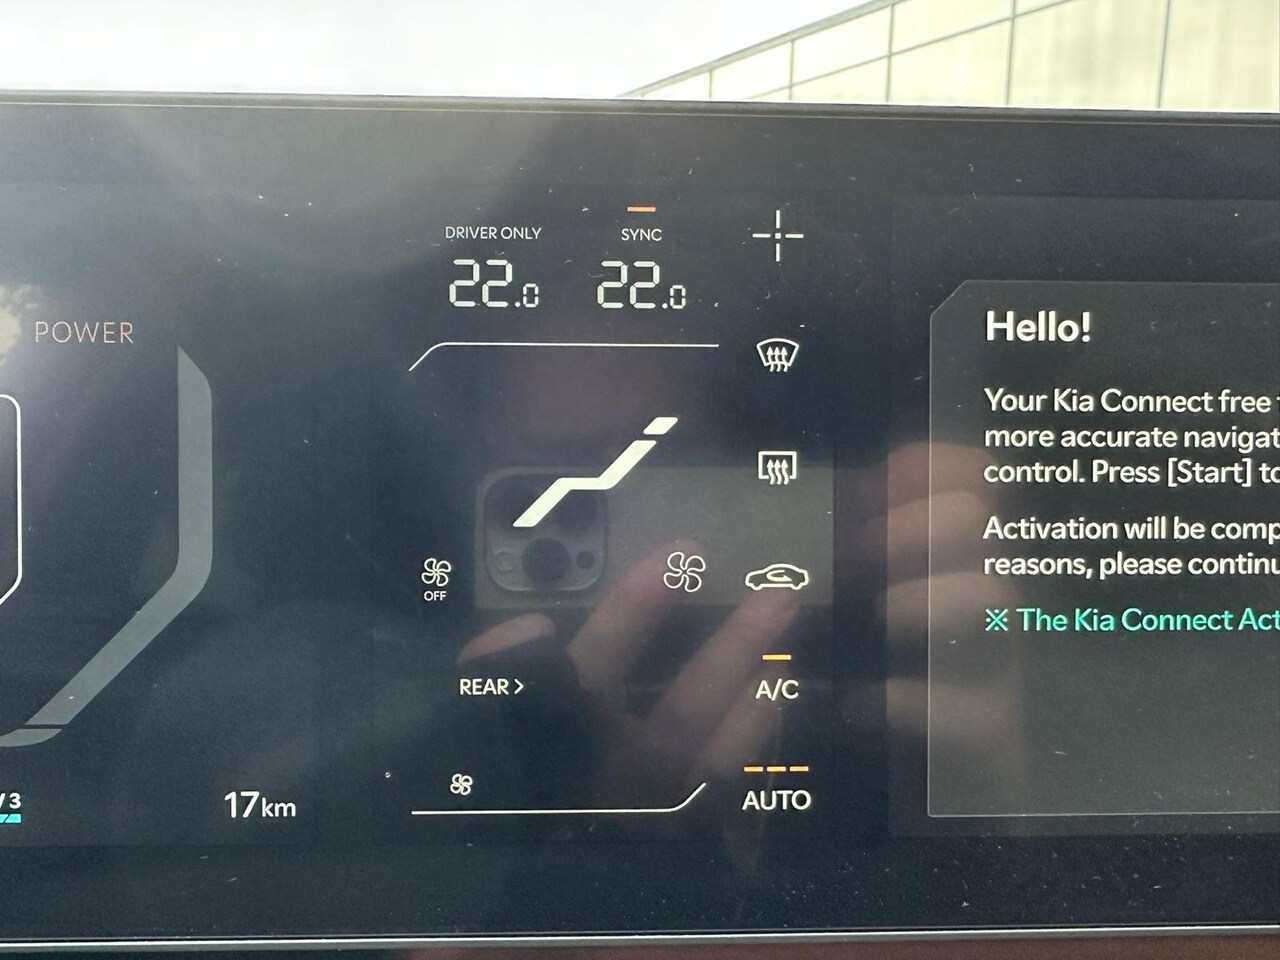 DRIVER ONLY
SYNC
22.0
22.0
POWER
OFF
REAR >
A/C
AUTO
/3
17km
Hello!
Your Kia Connect free
more accurate navigat
control. Press [Start] to
Activation will be comp
reasons, please continu
※ The Kia Connect Act